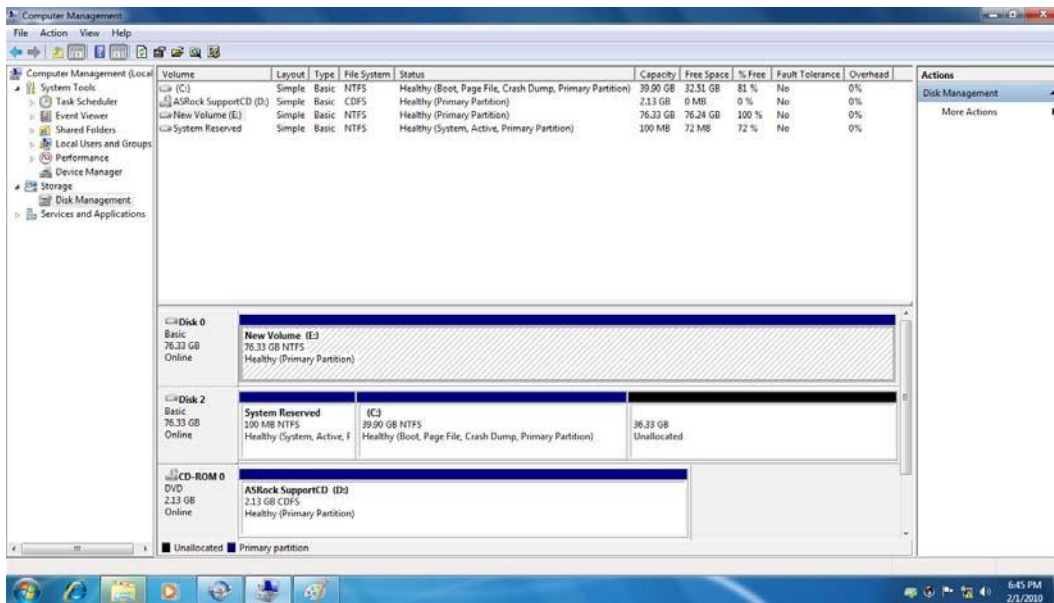 Computer Management
File Action View Help
Computer Management (Local
System Tools
Task Scheduler
Event Viewer
Shared Folders
Local Users and Groups
Performance
Device Manager
Storage
Disk Management
Services and Applications
Volume Layout Type File System Status Capacity Free Space % Free Fault Tolerance Overhead
(C:) Simple Basic NTFS Healthy (Boot, Page File, Crash Dump, Primary Partition) 39.90 GB 32.51 GB 81 % No 0%
ASRock SupportCD (D:) Simple Basic CDFS Healthy (Primary Partition) 2.13 GB 0 MB 0 % No 0%
New Volume (E:) Simple Basic NTFS Healthy (Primary Partition) 76.33 GB 76.24 GB 100 % No 0%
System Reserved Simple Basic NTFS Healthy (System, Active, Primary Partition) 100 MB 72 MB 72 % No 0%
Actions
Disk Management
More Actions
Disk 0
Basic
76.33 GB
Online
New Volume (E:)
76.33 GB NTFS
Healthy (Primary Partition)
Disk 2
Basic
76.33 GB
Online
System Reserved
100 MB NTFS
Healthy (System, Active, F
(C:)
39.90 GB NTFS
Healthy (Boot, Page File, Crash Dump, Primary Partition)
36.33 GB
Unallocated
CD-ROM 0
DVD
2.13 GB
Online
ASRock SupportCD (D:)
2.13 GB CDFS
Healthy (Primary Partition)
Unallocated Primary partition
6:45 PM
2/1/2010